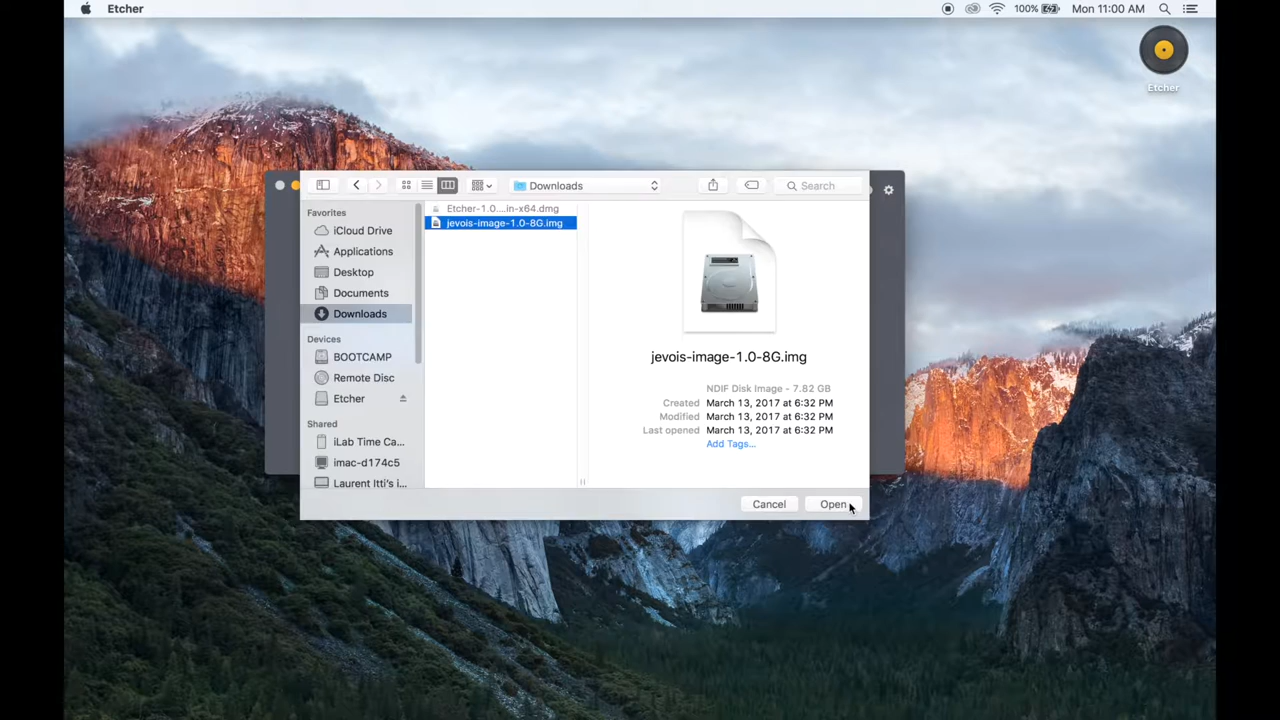 Etcher
100%
Mon 11:00 AM
Etcher
Downloads
Search
Favorites
iCloud Drive
Applications
Desktop
Documents
Downloads
Devices
BOOTCAMP
Remote Disc
Etcher
Shared
iLab Time Ca...
imac-d174c5
Laurent Itti's i...
Etcher-1.0....in-x64.dmg
jevois-image-1.0-8G.img
jevois-image-1.0-8G.img
NDIF Disk Image - 7.82 GB
Created March 13, 2017 at 6:32 PM
Modified March 13, 2017 at 6:32 PM
Last opened March 13, 2017 at 6:32 PM
Add Tags...
Cancel
Open